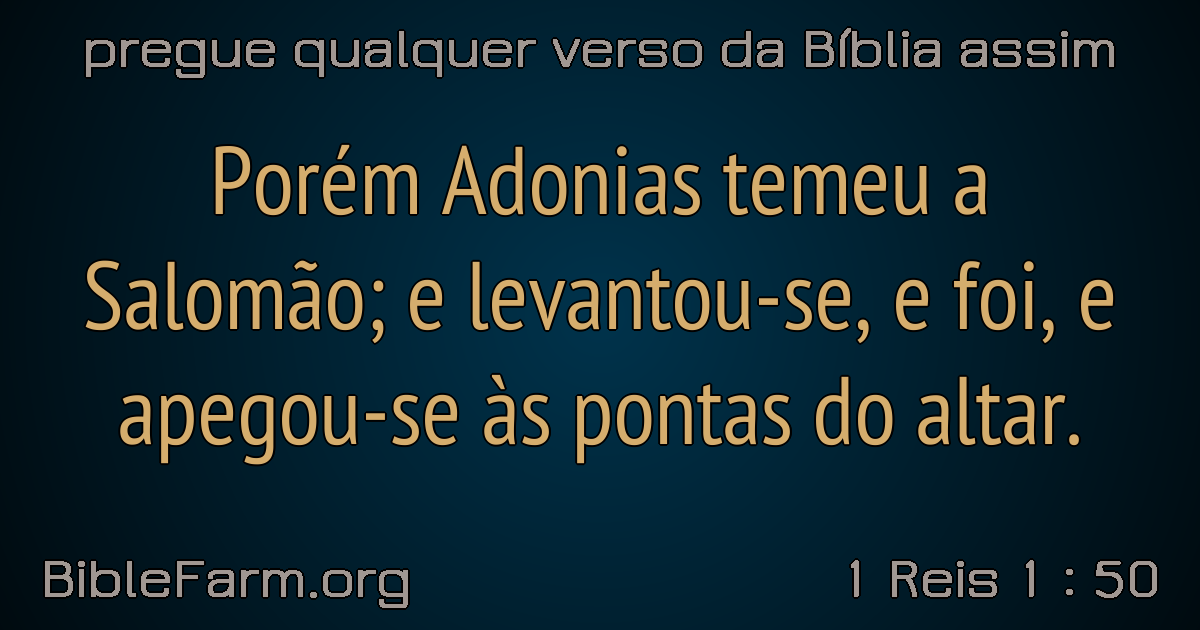 pregue qualquer verso da Bíblia assim
Porém Adonias temeu a
Salomão; e levantou-se, e foi, e
apegou-se às pontas do altar.
BibleFarm.org
1 Reis 1 : 50